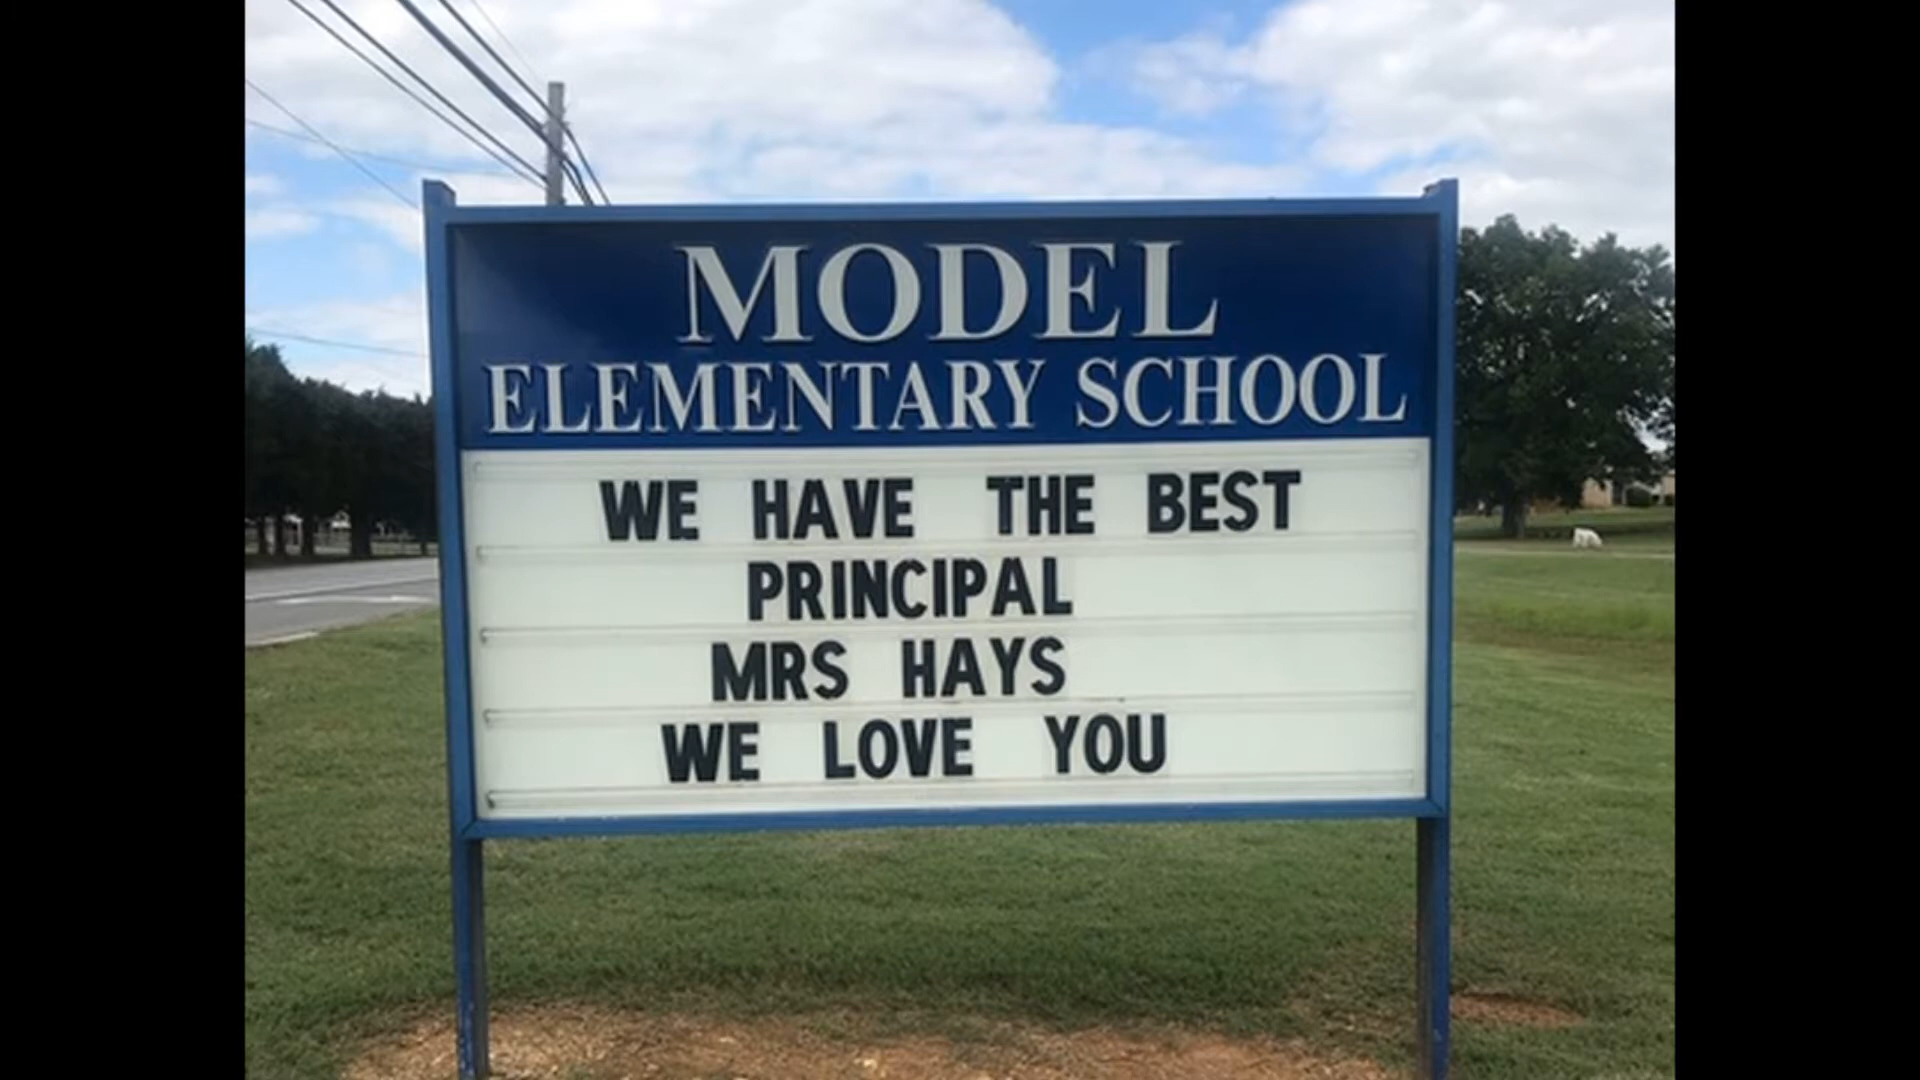 MODEL
ELEMENTARY SCHOOL
WE HAVE THE BEST
PRINCIPAL
MRS HAYS
WE LOVE YOU